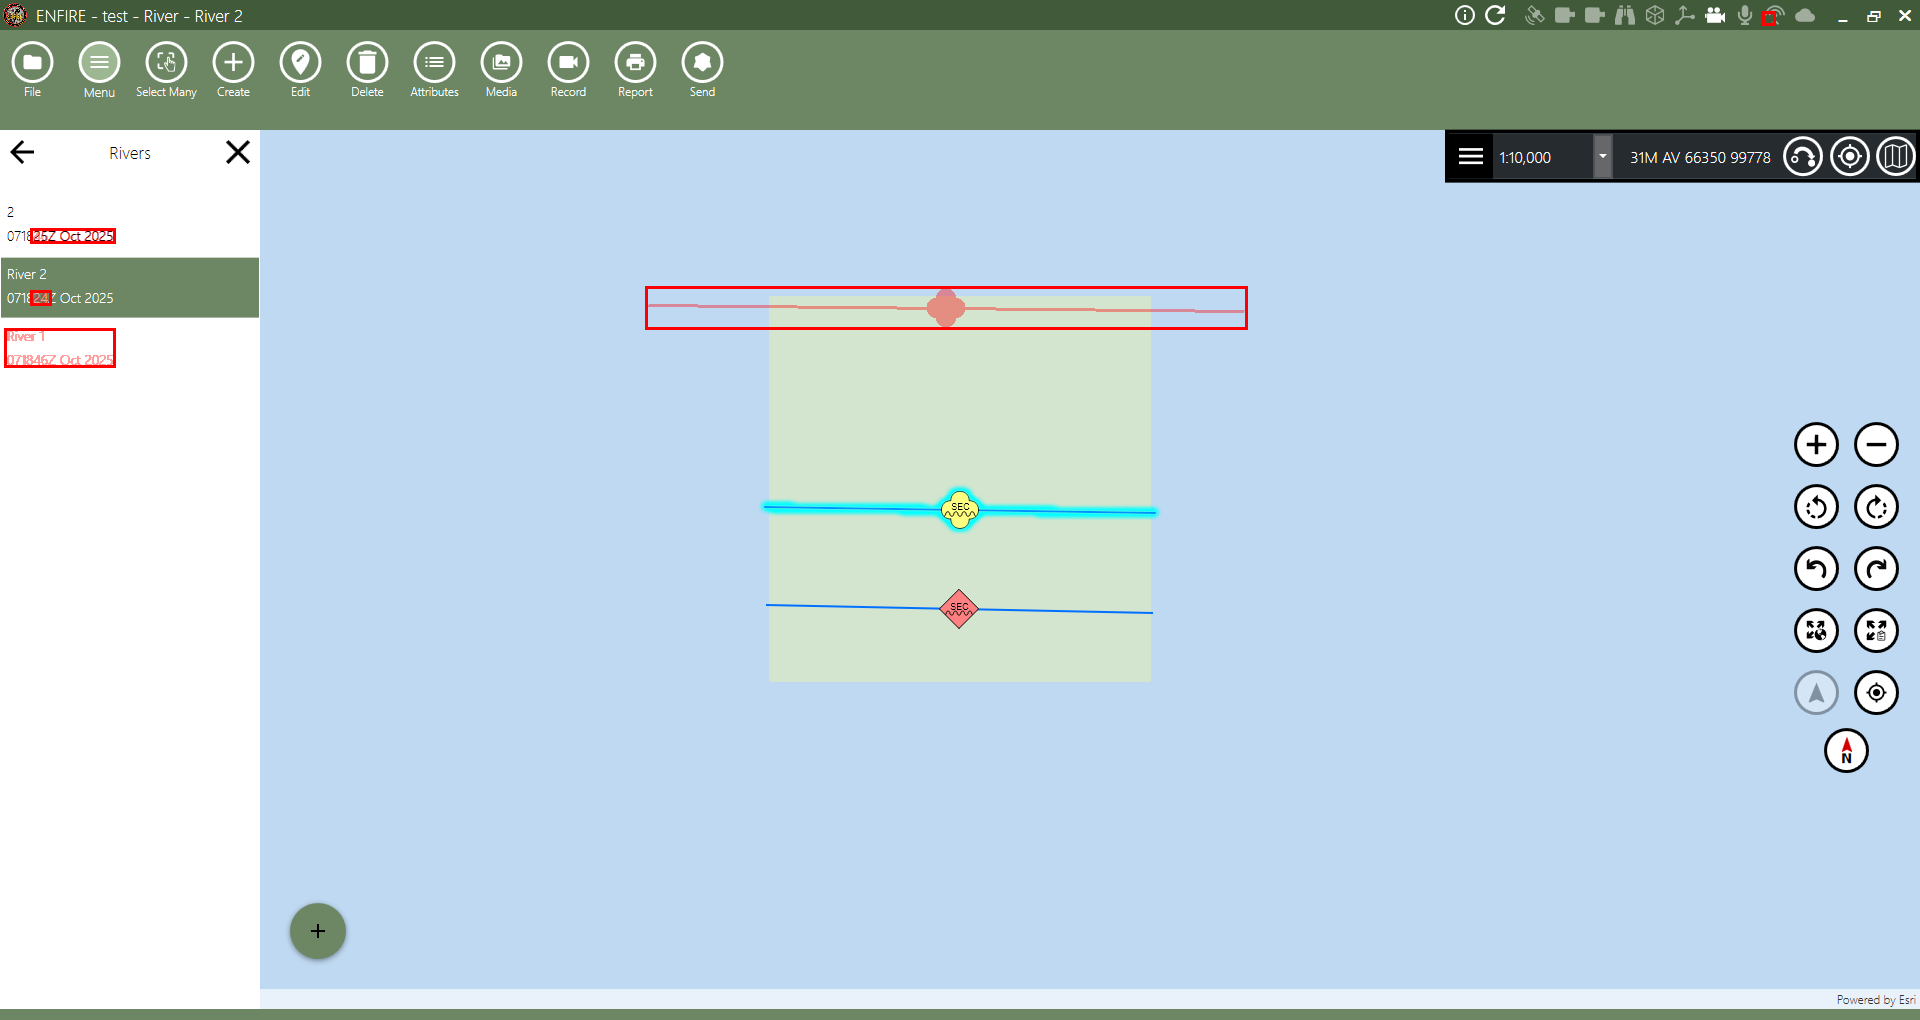 ENFIRE - test - River - River 2
File
Menu
Select Many
Create
Edit
Delete
Attributes
Media
Record
Report
Send
Rivers
1:10,000
31M AV 66350 99778
2
071825Z Oct 2025
River 2
071824Z Oct 2025
River 1
Oct 2025
SEC
SEC
N
Powered by Esri